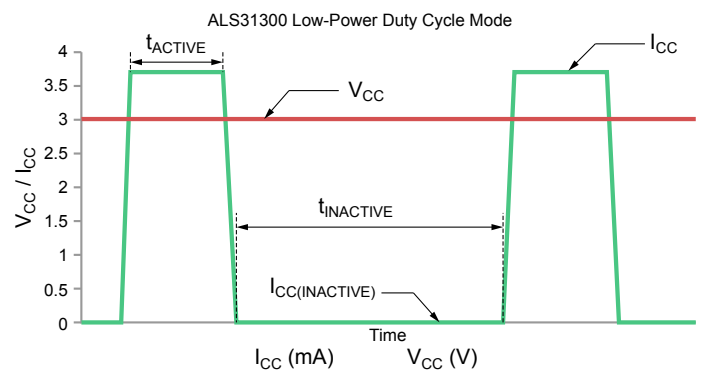 ALS31300 Low-Power Duty Cycle Mode
tACTIVE
ICC
VCC
VCC / ICC
4
3.5
3
2.5
2
1.5
1
0.5
0
tINACTIVE
ICC(INACTIVE)
Time
ICC (mA) VCC (V)